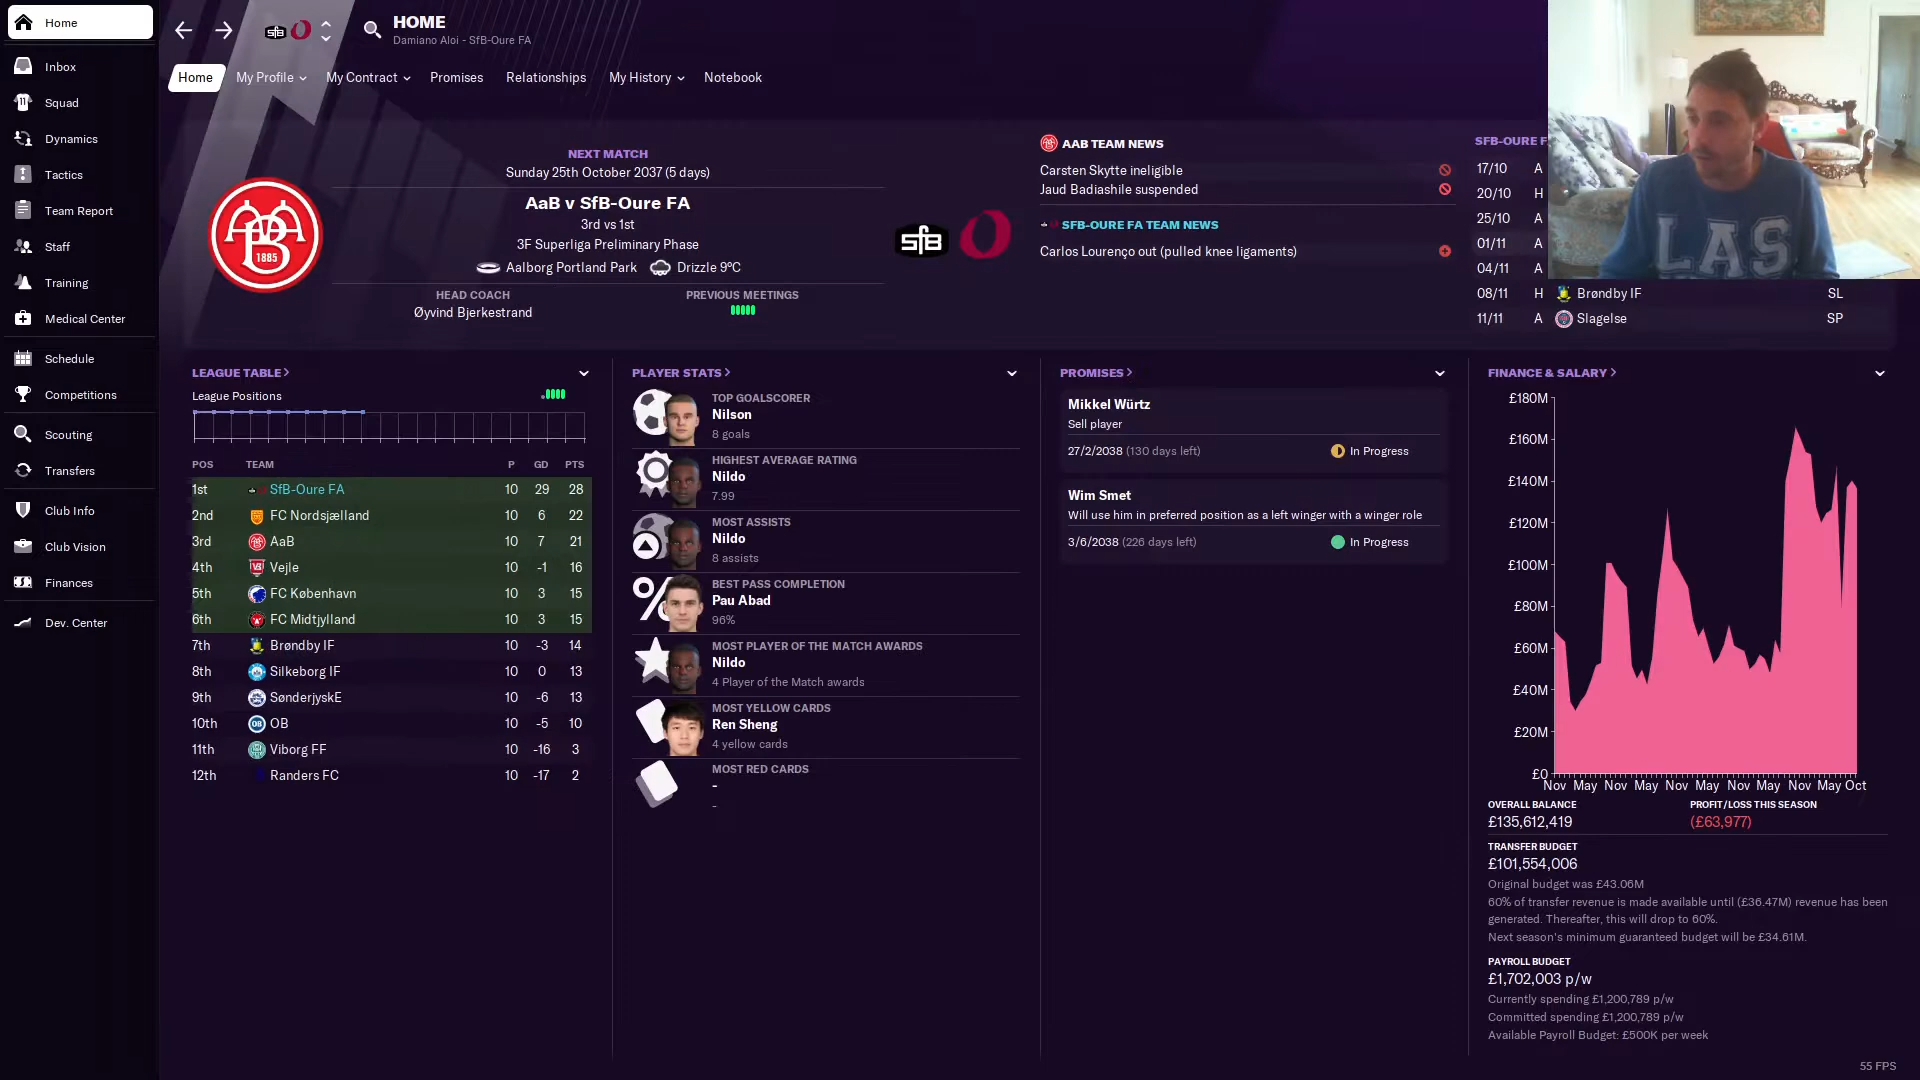 Home
Inbox
Squad
Dynamics
Tactics
Team Report
Staff
Training
Medical Center
Schedule
Competitions
Scouting
Transfers
Club Info
Club Vision
Finances
Dev. Center
HOME
Damiano Aloi - SfB-Oure FA
Home My Profile My Contract Promises Relationships My History Notebook
NEXT MATCH
Sunday 25th October 2037 (5 days)
AaB v SfB-Oure FA
3rd vs 1st
3F Superliga Preliminary Phase
Aalborg Portland Park Drizzle 9ºC
HEAD COACH
Øyvind Bjerkestrand
PREVIOUS MEETINGS
1885
sfb
AAB TEAM NEWS
Carsten Skytte ineligible
Jaud Badiashile suspended
SFB-OURE FA TEAM NEWS
Carlos Lourenço out (pulled knee ligaments)
SFB-OURE F
17/10 A
20/10 H
25/10 A
01/11 A
04/11 A
08/11 H Brøndby IF SL
11/11 A Slagelse SP
LAS
LEAGUE TABLE
League Positions
POS TEAM P GD PTS
1st SfB-Oure FA 10 29 28
2nd FC Nordsjælland 10 6 22
3rd AaB 10 7 21
4th Vejle 10 -1 16
5th FC København 10 3 15
6th FC Midtjylland 10 3 15
7th Brøndby IF 10 -3 14
8th Silkeborg IF 10 0 13
9th SønderjyskE 10 -6 13
10th OB 10 -5 10
11th Viborg FF 10 -16 3
12th Randers FC 10 -17 2
PLAYER STATS
TOP GOALSCORER
Nilson
8 goals
HIGHEST AVERAGE RATING
Nildo
7.99
MOST ASSISTS
Nildo
8 assists
BEST PASS COMPLETION
Pau Abad
96%
MOST PLAYER OF THE MATCH AWARDS
Nildo
4 Player of the Match awards
MOST YELLOW CARDS
Ren Sheng
4 yellow cards
MOST RED CARDS
-
-
PROMISES
Mikkel Würtz
Sell player
27/2/2038 (130 days left) In Progress
Wim Smet
Will use him in preferred position as a left winger with a winger role
3/6/2038 (226 days left) In Progress
FINANCE & SALARY
£180M
£160M
£140M
£120M
£100M
£80M
£60M
£40M
£20M
£0
Nov May Nov May Nov May Nov May Nov May Oct
OVERALL BALANCE
£135,612,419
PROFIT/LOSS THIS SEASON
(£63,977)
TRANSFER BUDGET
£101,554,006
Original budget was £43.06M
60% of transfer revenue is made available until (£36.47M) revenue has been
generated. Thereafter, this will drop to 60%.
Next season's minimum guaranteed budget will be £34.61M.
PAYROLL BUDGET
£1,702,003 p/w
Currently spending £1,200,789 p/w
Committed spending £1,200,789 p/w
Available Payroll Budget: £500K per week
55 FPS